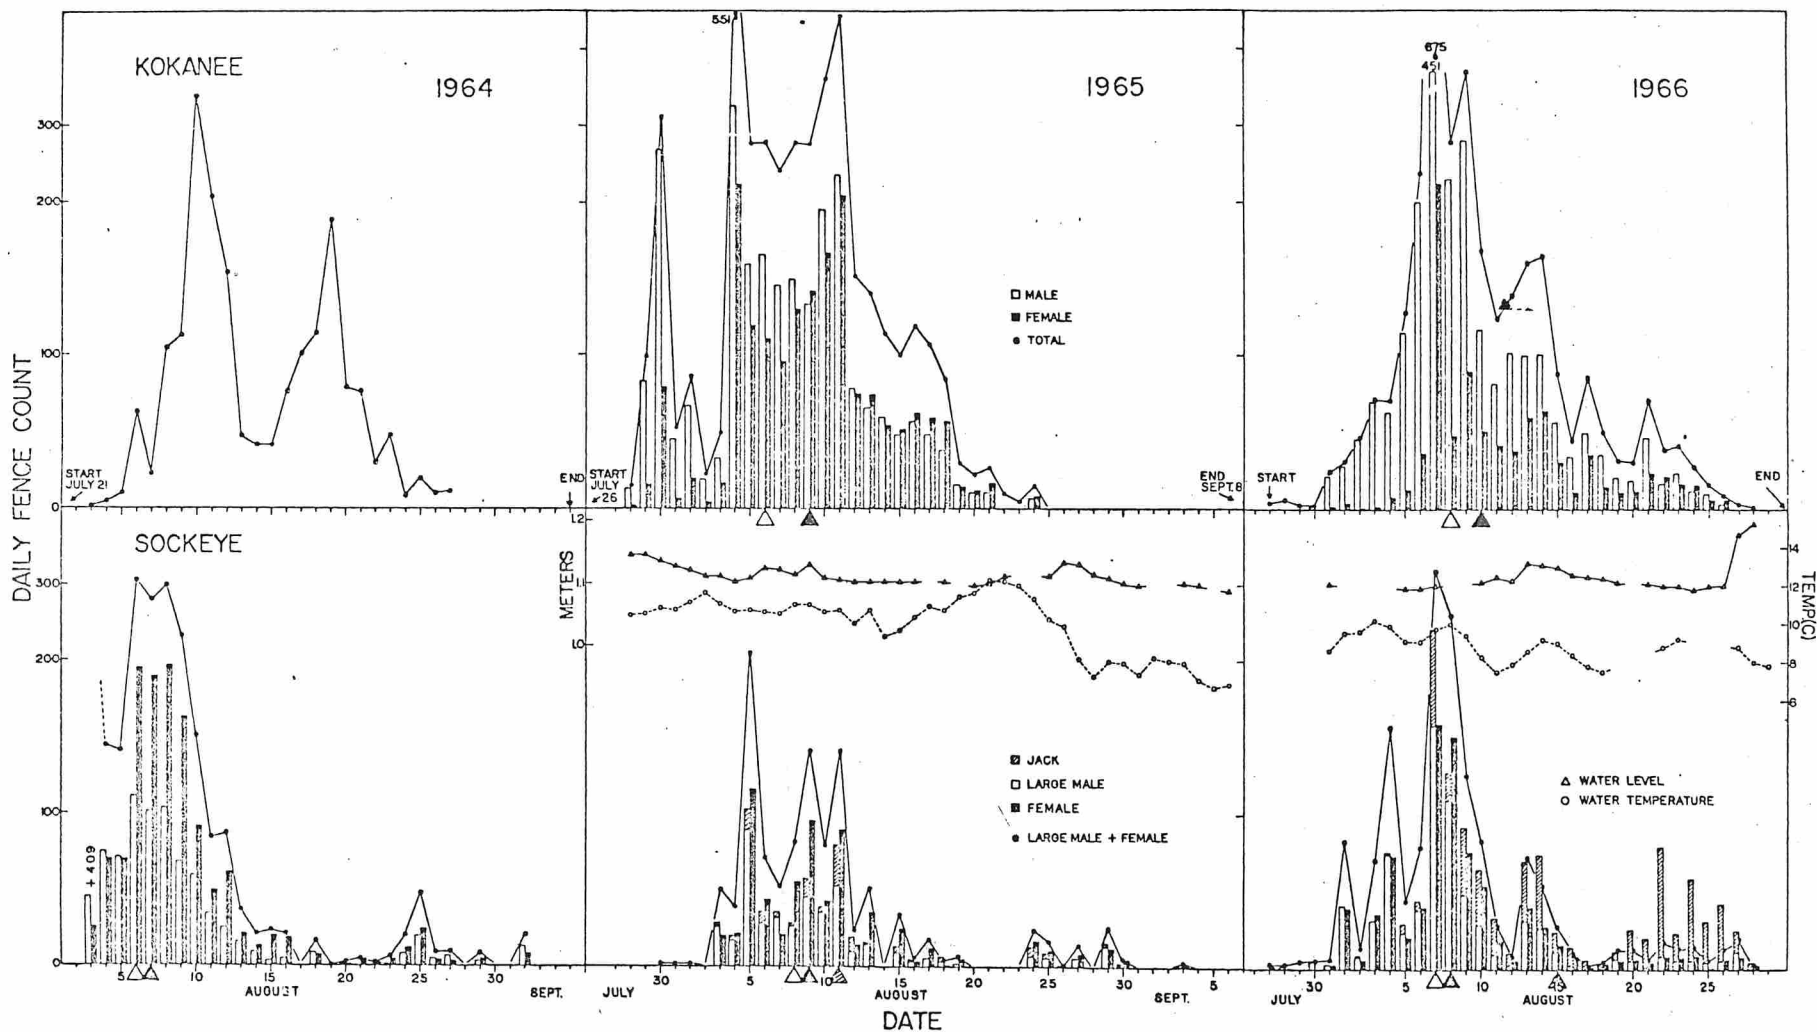 KOKANEE
1964
1965
1966
551
675
451
DAILY FENCE COUNT
300
200
100
0
START
JULY 21
END
START
JULY
26
END
SEPT. 8
START
END
MALE
FEMALE
TOTAL
SOCKEYE
300
200
100
0
+409
METERS
1.2
1.1
1.0
TEMP(C)
14
12
10
8
6
JACK
LARGE MALE
FEMALE
LARGE MALE + FEMALE
WATER LEVEL
WATER TEMPERATURE
5 10 15 20 25 30
AUGUST SEPT.
JULY 30 5 10 15 20 25 30 5
AUGUST SEPT.
JULY 30 5 10 15 20 25
AUGUST
DATE